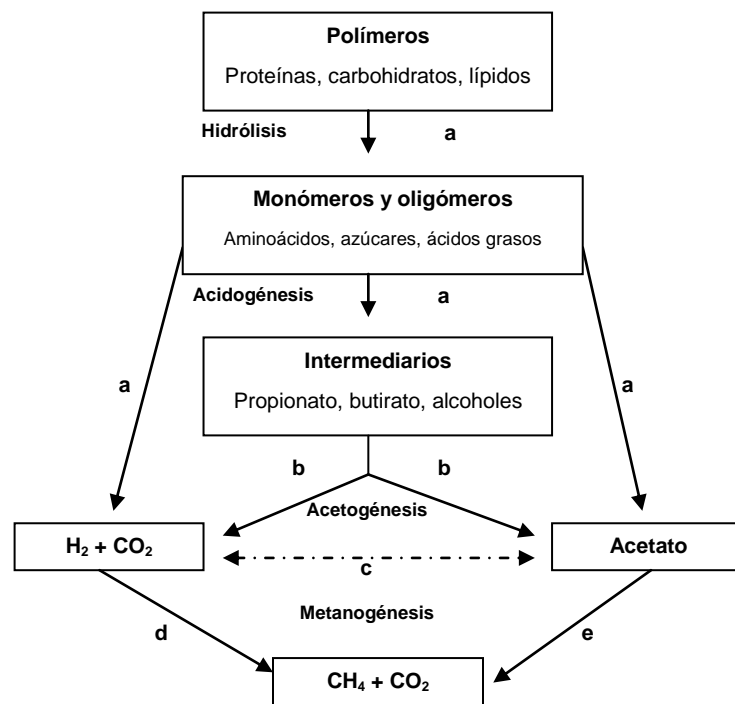 Polímeros
Proteínas, carbohidratos, lípidos
Hidrólisis a
Monómeros y oligómeros
Aminoácidos, azúcares, ácidos grasos
Acidogénesis a
Intermediarios
Propionato, butirato, alcoholes
a a
b b
Acetogénesis
H₂ + CO₂ Acetato
c
Metanogénesis
d e
CH₄ + CO₂